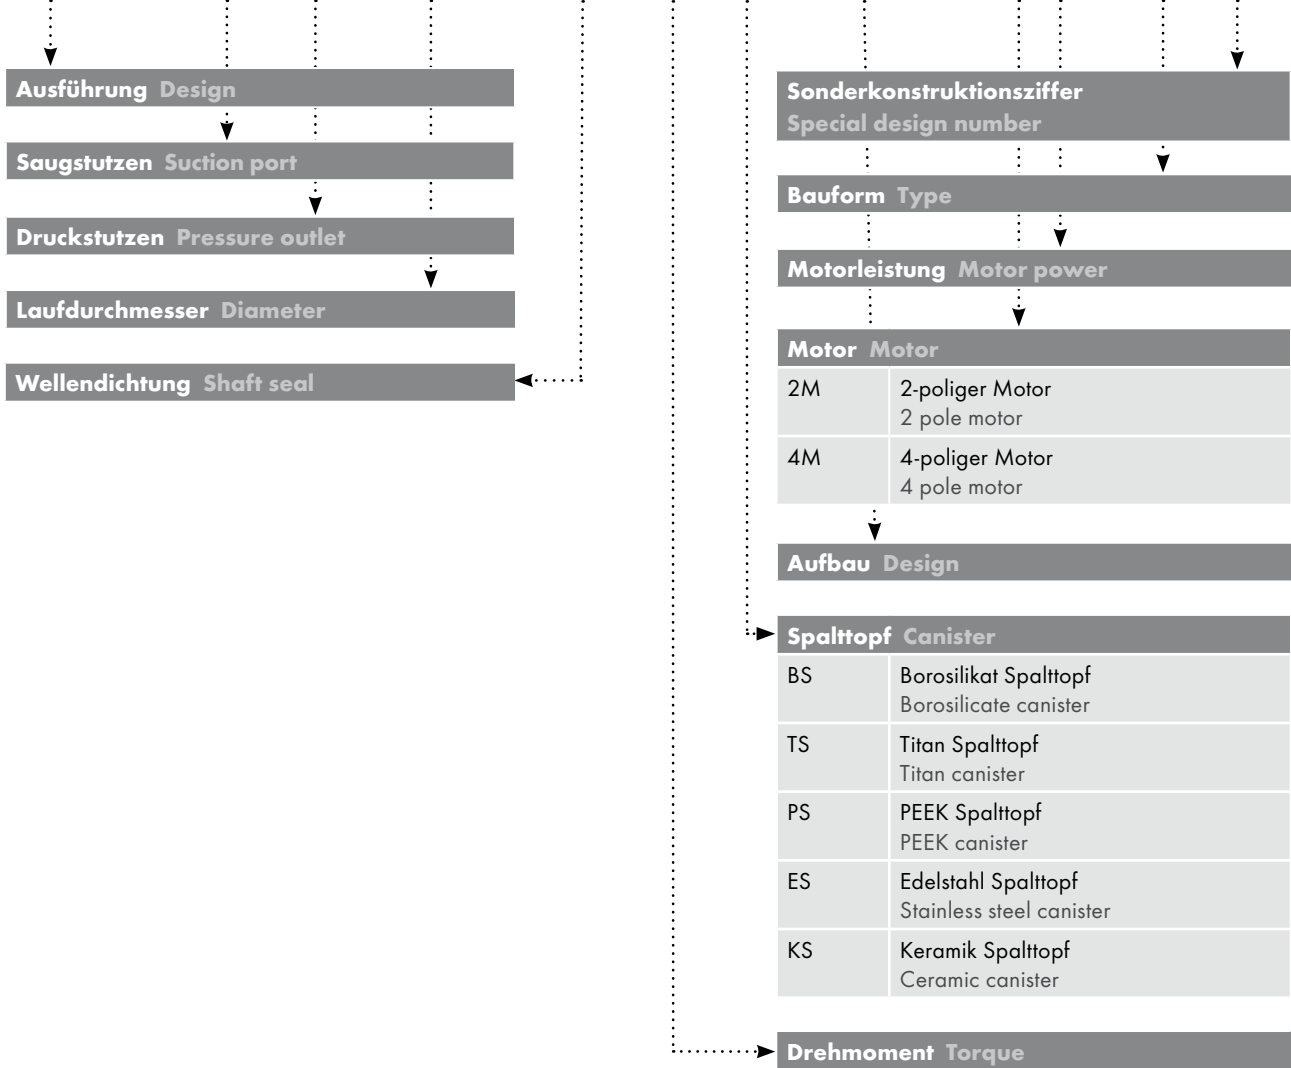 Ausführung Design
Saugstutzen Suction port
Druckstutzen Pressure outlet
Laufdurchmesser Diameter
Wellendichtung Shaft seal
Sonderkonstruktionsziffer
Special design number
Bauform Type
Motorleistung Motor power
Motor Motor
2M 2-poliger Motor
2 pole motor
4M 4-poliger Motor
4 pole motor
Aufbau Design
Spalttopf Canister
BS Borosilikat Spalttopf
Borosilicate canister
TS Titan Spalttopf
Titan canister
PS PEEK Spalttopf
PEEK canister
ES Edelstahl Spalttopf
Stainless steel canister
KS Keramik Spalttopf
Ceramic canister
Drehmoment Torque